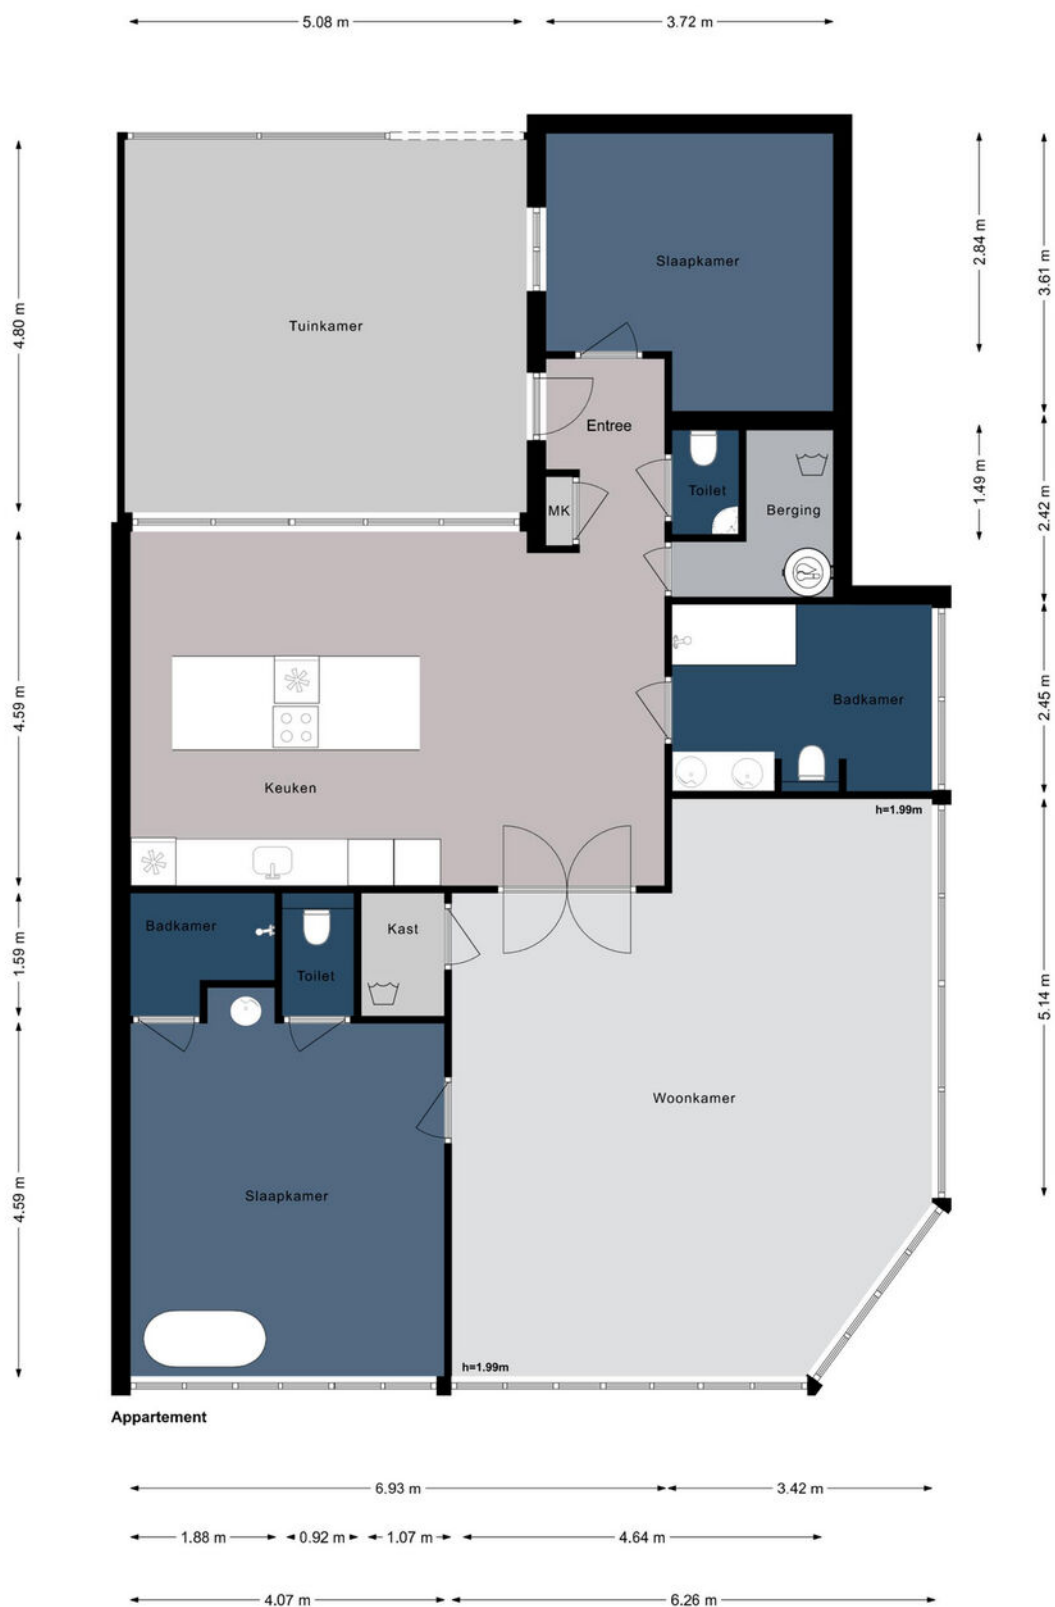 5.08 m
3.72 m
4.80 m
2.84 m
3.61 m
Slaapkamer
Tuinkamer
Entree
MK
Toilet
Berging
1.49 m
2.42 m
4.59 m
Badkamer
2.45 m
Keuken
h=1.99m
Badkamer
Toilet
Kast
1.59 m
5.14 m
Woonkamer
4.59 m
Slaapkamer
h=1.99m
Appartement
6.93 m
3.42 m
1.88 m
0.92 m
1.07 m
4.64 m
4.07 m
6.26 m